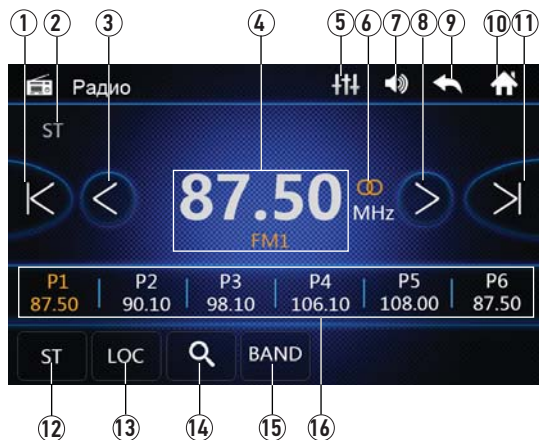 1 2 3 4 5 6 7 8 9 10 11
Радио
ST
87.50 MHz
FM1
P1 P2 P3 P4 P5 P6
87.50 90.10 98.10 106.10 108.00 87.50
ST LOC BAND
12 13 14 15 16